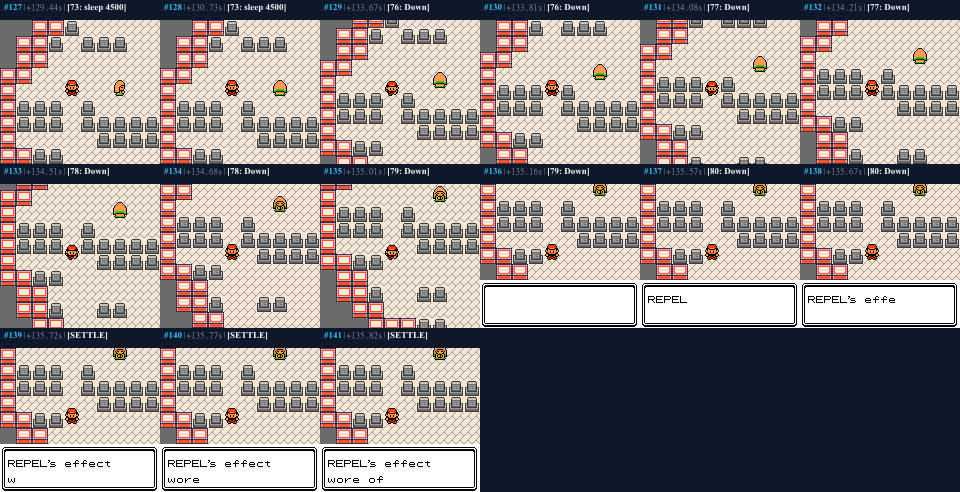 #127|+129.44s| [73: sleep 4500]
#128|+130.73s| [73: sleep 4500]
#129|+133.67s| [76: Down]
#130|+133.81s| [76: Down]
#131|+134.08s| [77: Down]
#132|+134.21s| [77: Down]
#133|+134.51s| [78: Down]
#134|+134.68s| [78: Down]
#135|+135.01s| [79: Down]
#136|+135.16s| [79: Down]
#137|+135.57s| [80: Down]
#138|+135.67s| [80: Down]
REPEL
REPEL's effe
#139|+135.72s| [SETTLE]
#140|+135.77s| [SETTLE]
#141|+135.82s| [SETTLE]
REPEL's effect
w
REPEL's effect
wore
REPEL's effect
wore of